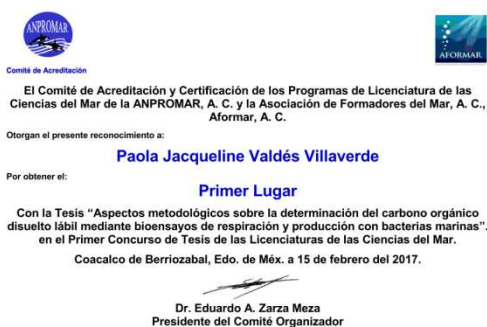 ANPROMAR
AFORMAR
Comité de Acreditación
El Comité de Acreditación y Certificación de los Programas de Licenciatura de las
Ciencias del Mar de la ANPROMAR, A. C. y la Asociación de Formadores del Mar, A. C.,
Aformar, A. C.
Otorgan el presente reconocimiento a:
Paola Jacqueline Valdés Villaverde
Por obtener el:
Primer Lugar
Con la Tesis “Aspectos metodológicos sobre la determinación del carbono orgánico
disuelto lábil mediante bioensayos de respiración y producción con bacterias marinas”.
en el Primer Concurso de Tesis de las Licenciaturas de las Ciencias del Mar.
Coacalco de Berriozabal, Edo. de Méx. a 15 de febrero del 2017.
Dr. Eduardo A. Zarza Meza
Presidente del Comité Organizador